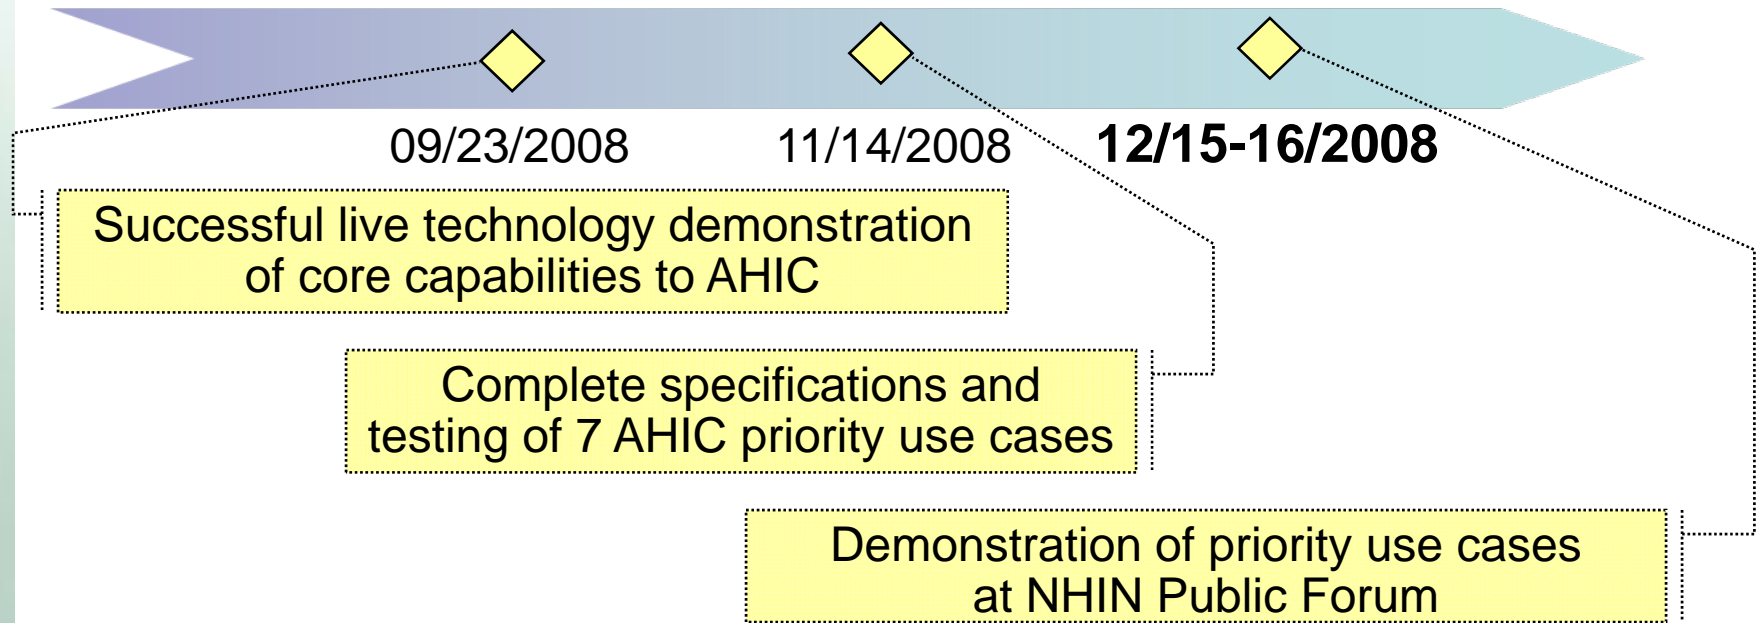 09/23/2008
11/14/2008
12/15-16/2008
Successful live technology demonstration
of core capabilities to AHIC
Complete specifications and
testing of 7 AHIC priority use cases
Demonstration of priority use cases
at NHIN Public Forum